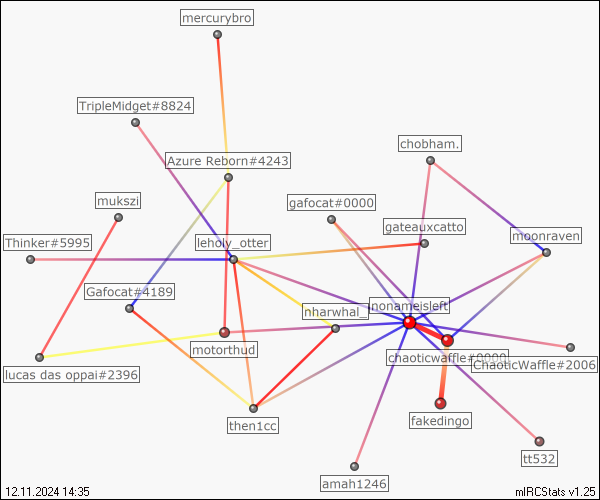 mercurybro
TripleMidget#8824
chobham.
Azure Reborn#4243
mukszi
gafocat#0000
gateauxcatto
moonraven
Thinker#5995
leholy_otter
Gafocat#4189
nonameisleft
nharwhal_
motorthud
chaoticwaffle#0000
ChaoticWaffle#2006
lucas das oppai#2396
fakedingo
then1cc
tt532
amah1246
12.11.2024 14:35
mIRCStats v1.25